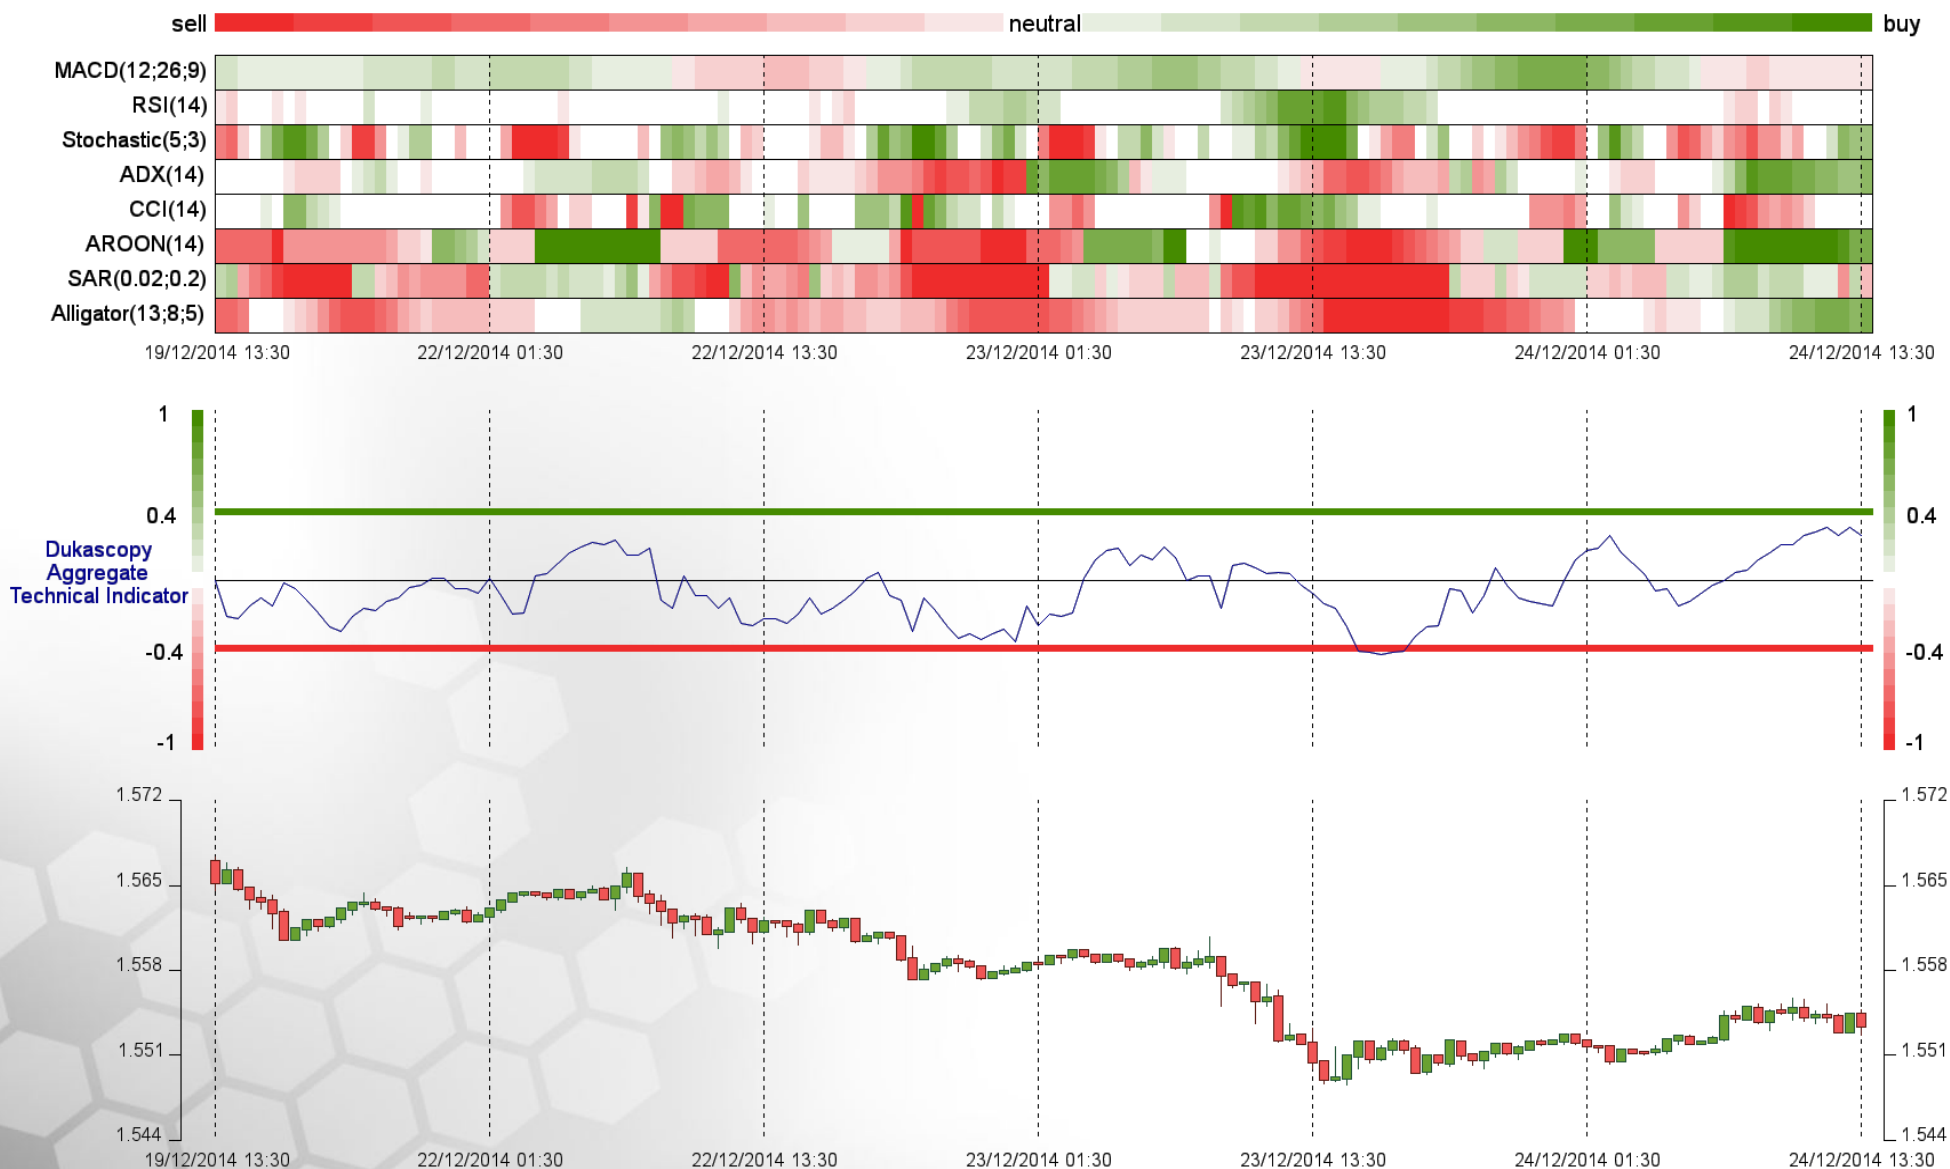 sell neutral buy
MACD(12;26;9)
RSI(14)
Stochastic(5;3)
ADX(14)
CCI(14)
AROON(14)
SAR(0.02;0.2)
Alligator(13;8;5)
19/12/2014 13:30 22/12/2014 01:30 22/12/2014 13:30 23/12/2014 01:30 23/12/2014 13:30 24/12/2014 01:30 24/12/2014 13:30
1 1
0.4 0.4
Dukascopy
Aggregate
Technical Indicator
-0.4 -0.4
-1 -1
1.572 1.572
1.565 1.565
1.558 1.558
1.551 1.551
1.544 1.544
19/12/2014 13:30 22/12/2014 01:30 22/12/2014 13:30 23/12/2014 01:30 23/12/2014 13:30 24/12/2014 01:30 24/12/2014 13:30